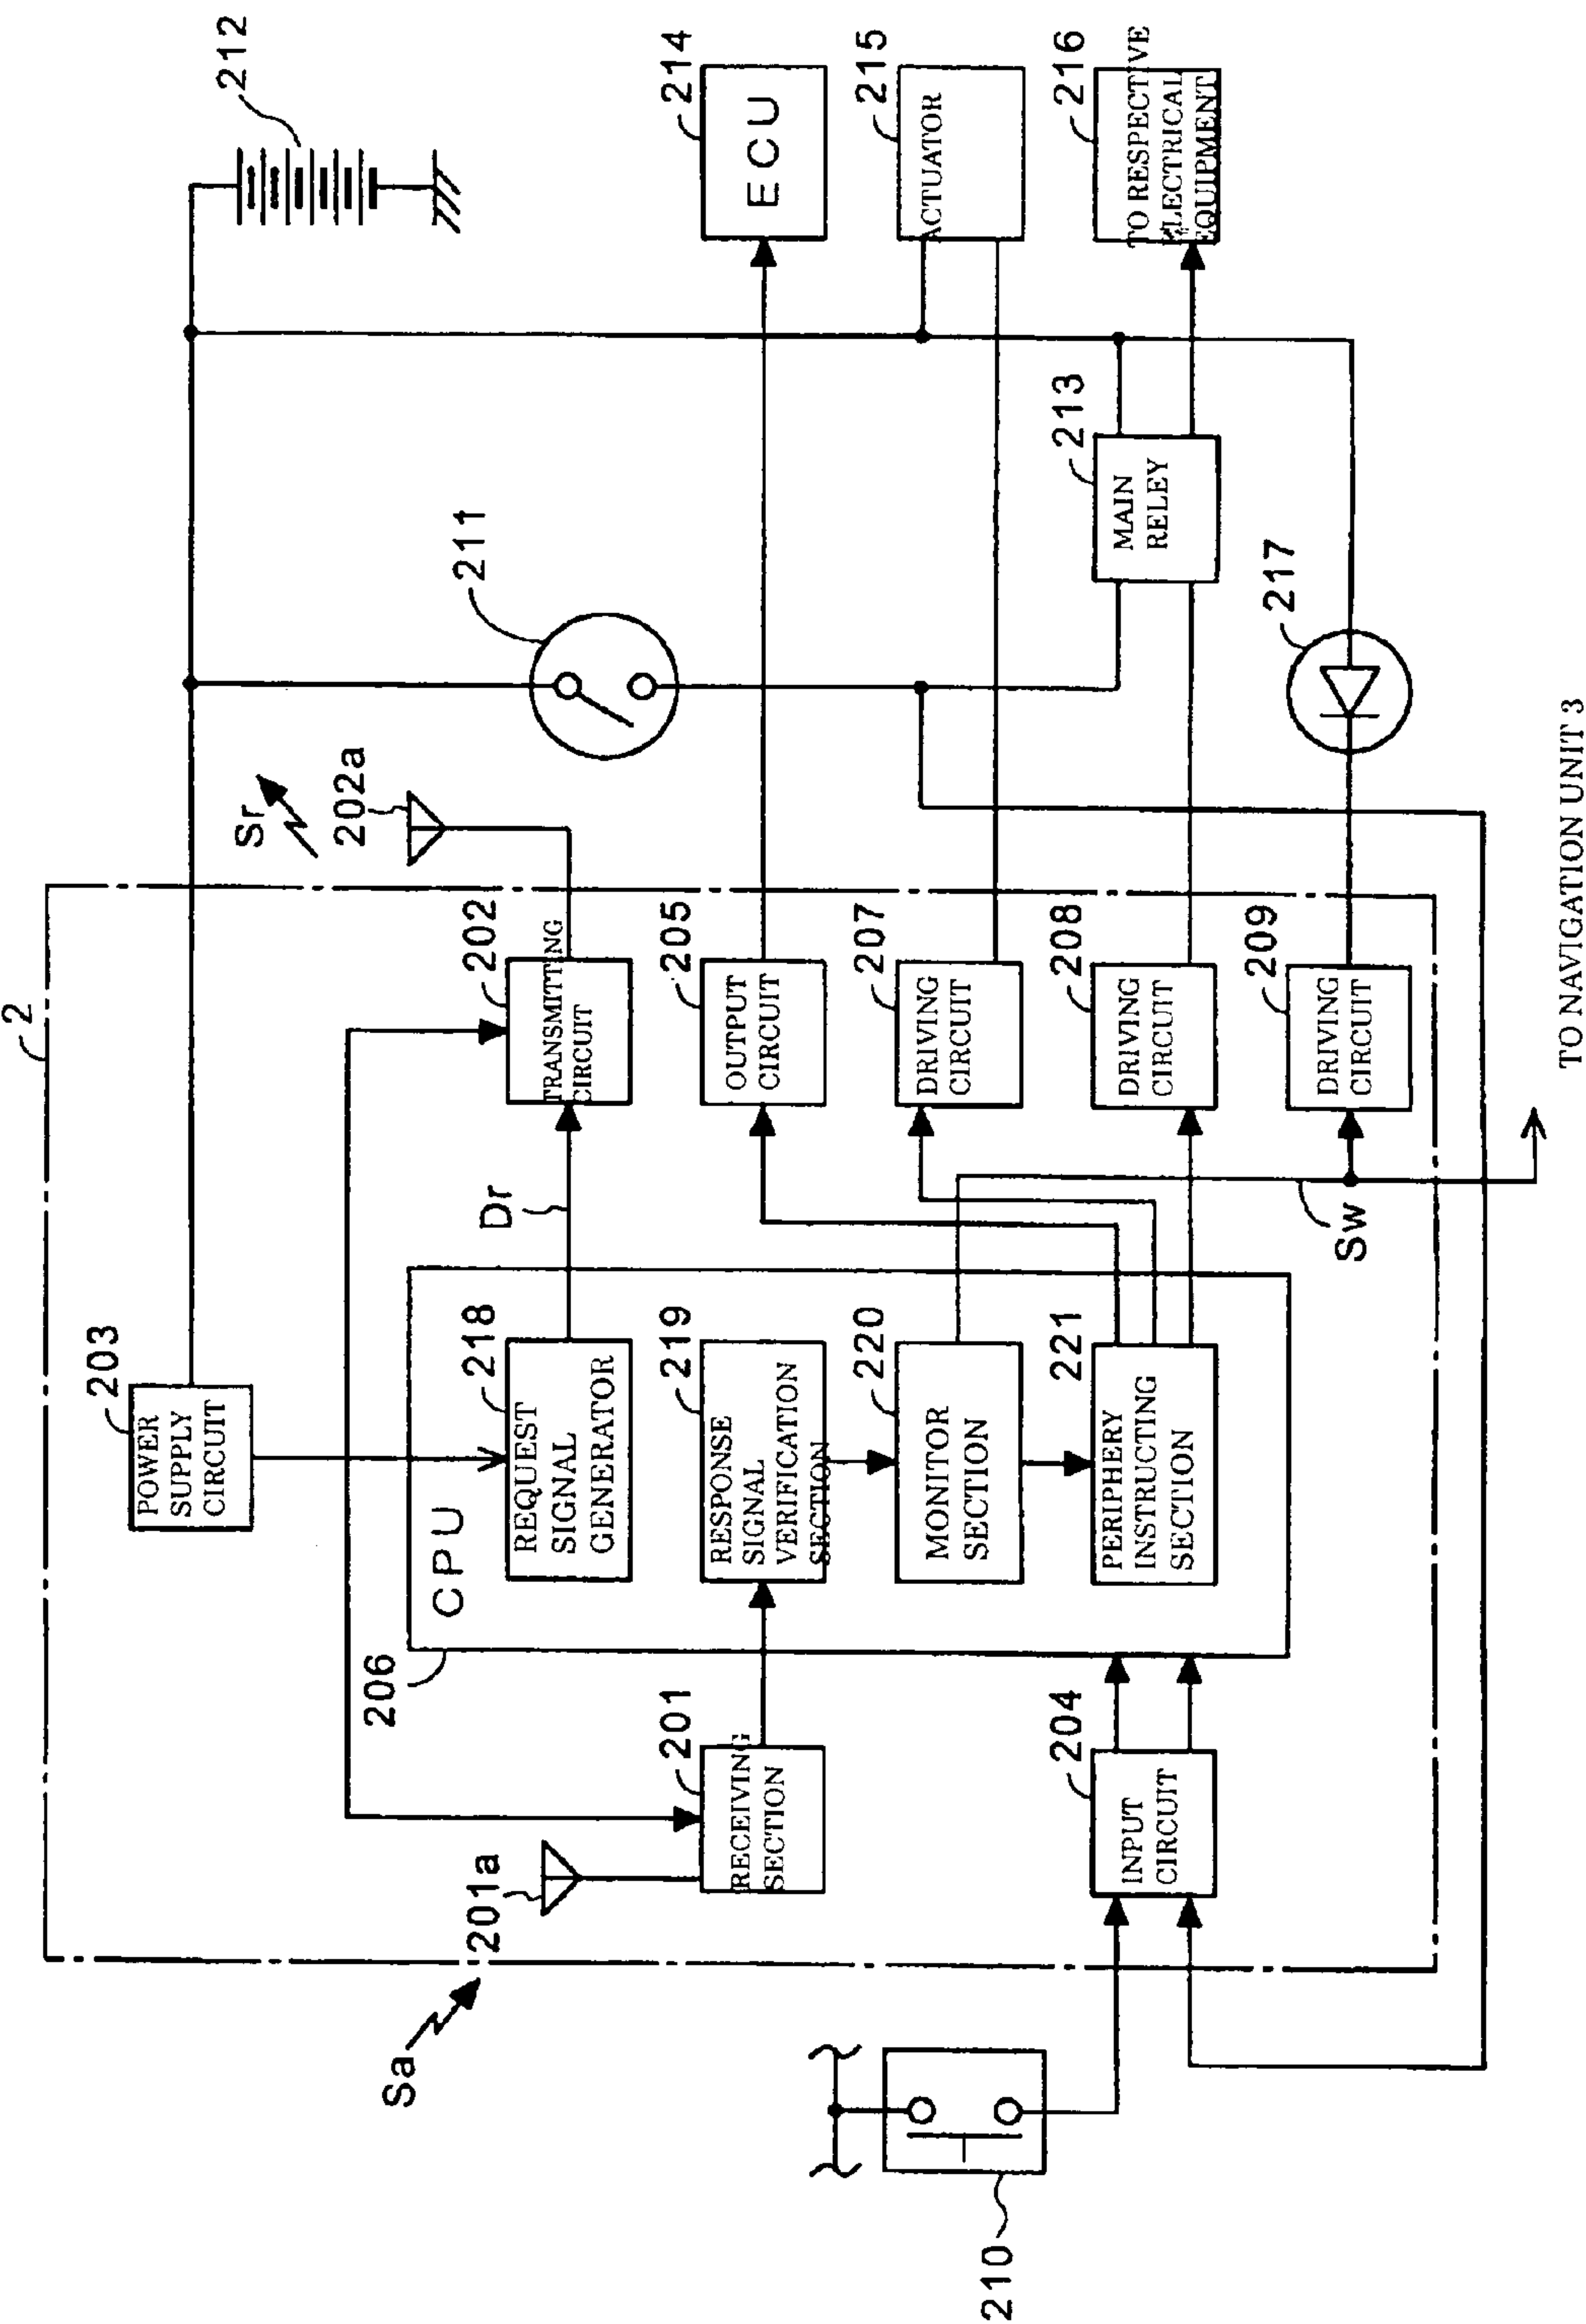 2
203
POWER
SUPPLY
CIRCUIT
212
Sr
202a
211
214
ECU
215
ACTUATOR
216
TO RESPECTIVE
ELECTRICAL
EQUIPMENT
213
MAIN
RELEY
217
206
CPU
218
REQUEST
SIGNAL
GENERATOR
Dr
202
TRANSMITTING
CIRCUIT
Sa
201a
201
RECEIVING
SECTION
219
RESPONSE
SIGNAL
VERIFICATION
SECTION
205
OUTPUT
CIRCUIT
220
MONITOR
SECTION
207
DRIVING
CIRCUIT
210
204
INPUT
CIRCUIT
221
PERIPHERY
INSTRUCTING
SECTION
208
DRIVING
CIRCUIT
Sw
209
DRIVING
CIRCUIT
TO NAVIGATION UNIT 3